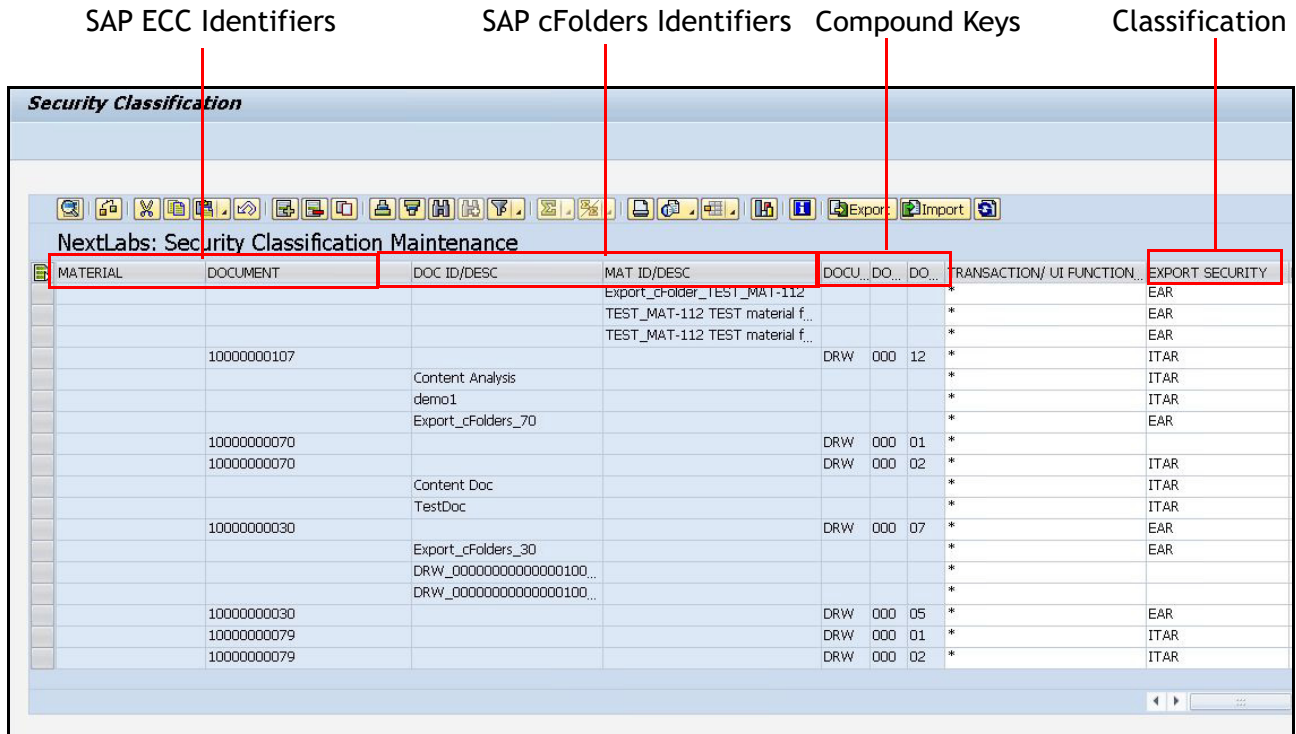 SAP ECC Identifiers SAP cFolders Identifiers Compound Keys Classification
Security Classification
Export Import
NextLabs: Security Classification Maintenance
MATERIAL DOCUMENT DOC ID/DESC MAT ID/DESC DOCU... DO... DO... TRANSACTION/ UI FUNCTION... EXPORT SECURITY
Export_cFolder_TEST_MAT-112 * EAR
TEST_MAT-112 TEST material f... * EAR
TEST_MAT-112 TEST material f... * EAR
10000000107 DRW 000 12 * ITAR
Content Analysis * ITAR
demo1 * ITAR
Export_cFolders_70 * EAR
10000000070 DRW 000 01 *
10000000070 DRW 000 02 * ITAR
Content Doc * ITAR
TestDoc * ITAR
10000000030 DRW 000 07 * EAR
Export_cFolders_30 * EAR
DRW_00000000000000100... *
DRW_00000000000000100... *
10000000030 DRW 000 05 * EAR
10000000079 DRW 000 01 * ITAR
10000000079 DRW 000 02 * ITAR